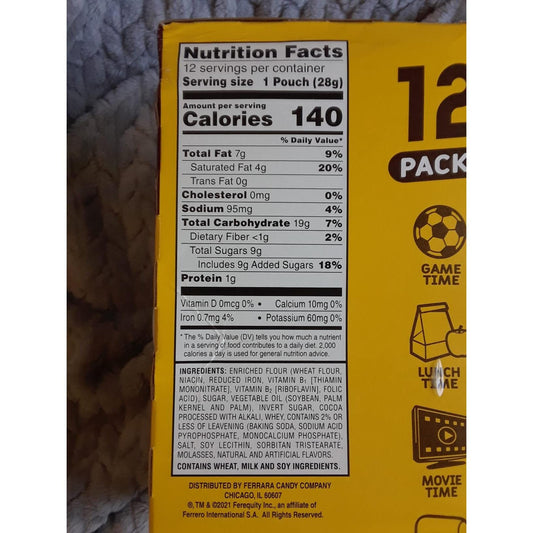 Nutrition Facts
12 servings per container
Serving size 1 Pouch (28g)
Amount per serving
Calories 140
% Daily Value*
Total Fat 7g 9%
Saturated Fat 4g 20%
Trans Fat 0g
Cholesterol 0mg 0%
Sodium 95mg 4%
Total Carbohydrate 19g 7%
Dietary Fiber <1g 2%
Total Sugars 9g
Includes 9g Added Sugars 18%
Protein 1g
Vitamin D 0mcg 0% • Calcium 10mg 0%
Iron 0.7mg 4% • Potassium 60mg 0%
* The % Daily Value (DV) tells you how much a nutrient
in a serving of food contributes to a daily diet. 2,000
calories a day is used for general nutrition advice.
INGREDIENTS: ENRICHED FLOUR (WHEAT FLOUR,
NIACIN, REDUCED IRON, VITAMIN B₁ [THIAMIN
MONONITRATE], VITAMIN B₂ [RIBOFLAVIN], FOLIC
ACID), SUGAR, VEGETABLE OIL (SOYBEAN, PALM
KERNEL AND PALM), INVERT SUGAR, COCOA
PROCESSED WITH ALKALI, WHEY, CONTAINS 2% OR
LESS OF LEAVENING (BAKING SODA, SODIUM ACID
PYROPHOSPHATE, MONOCALCIUM PHOSPHATE),
SALT, SOY LECITHIN, SORBITAN TRISTEARATE,
MOLASSES, NATURAL AND ARTIFICIAL FLAVORS.
CONTAINS WHEAT, MILK AND SOY INGREDIENTS.
DISTRIBUTED BY FERRARA CANDY COMPANY
CHICAGO, IL 60607
®, TM & ©2021 Ferequity Inc., an affiliate of
Ferrero International S.A. All Rights Reserved.
12
PACK
GAME
TIME
LUNCH
TIME
MOVIE
TIME